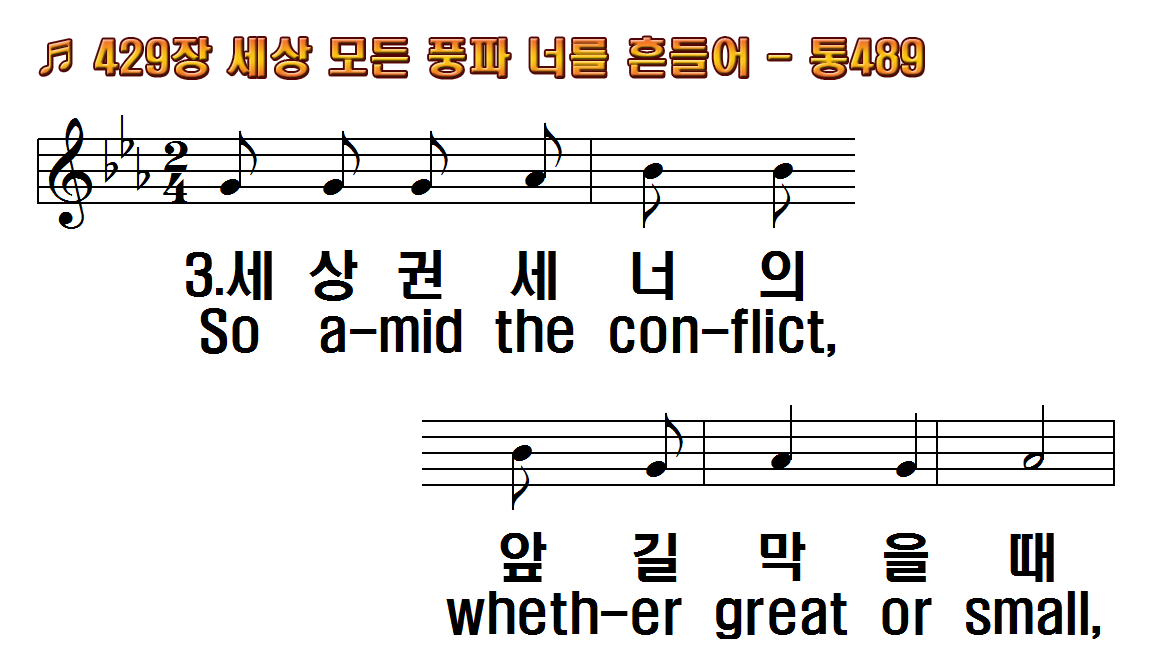 ♬ 429장 세상 모든 풍파 너를 흔들어 - 통489
2
4
3.세 상 권 세 너 의
So a-mid the con-flict,
앞 길 막 을 때
wheth-er great or small,